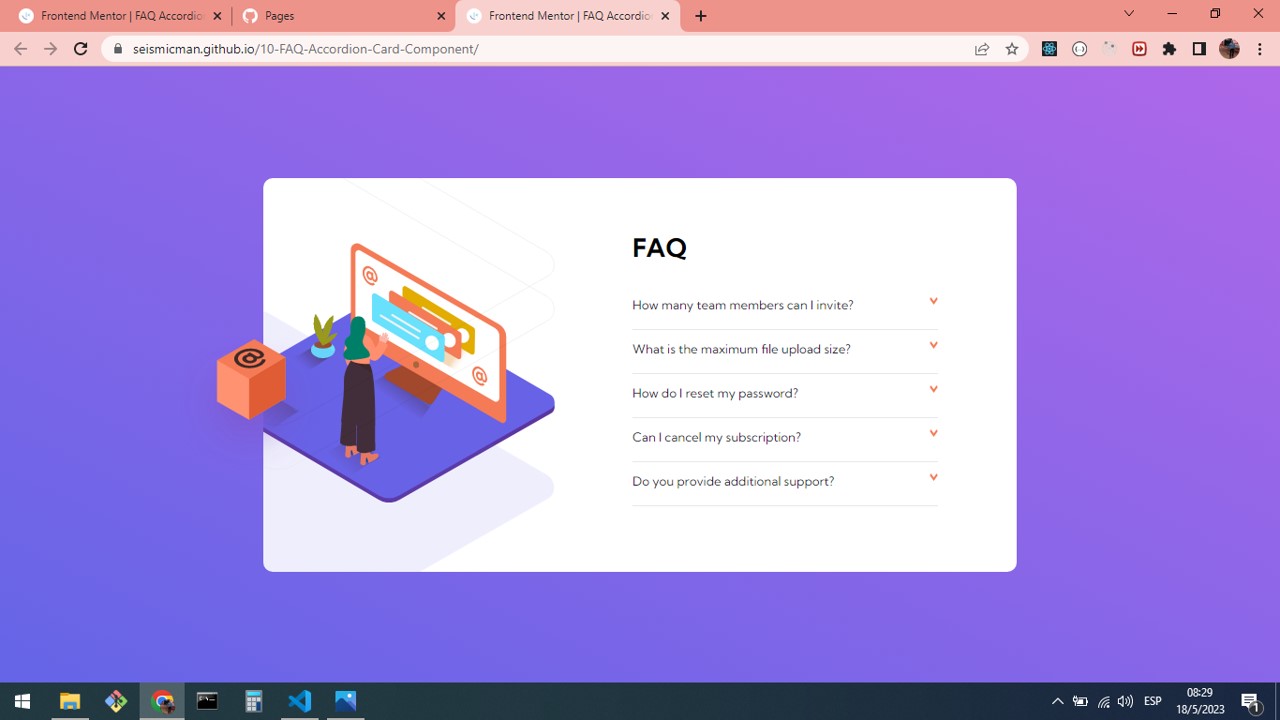 Frontend Mentor | FAQ Accordio
Pages
Frontend Mentor | FAQ Accordio
seismicman.github.io/10-FAQ-Accordion-Card-Component/
FAQ
How many team members can I invite?
What is the maximum file upload size?
How do I reset my password?
Can I cancel my subscription?
Do you provide additional support?
@
@
@
ESP
08:29
18/5/2023
1